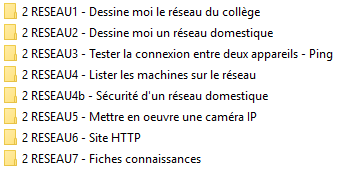 2 RESEAU1 - Dessine moi le réseau du collège
2 RESEAU2 - Dessine moi un réseau domestique
2 RESEAU3 - Tester la connexion entre deux appareils - Ping
2 RESEAU4 - Lister les machines sur le réseau
2 RESEAU4b - Sécurité d'un réseau domestique
2 RESEAU5 - Mettre en oeuvre une caméra IP
2 RESEAU6 - Site HTTP
2 RESEAU7 - Fiches connaissances